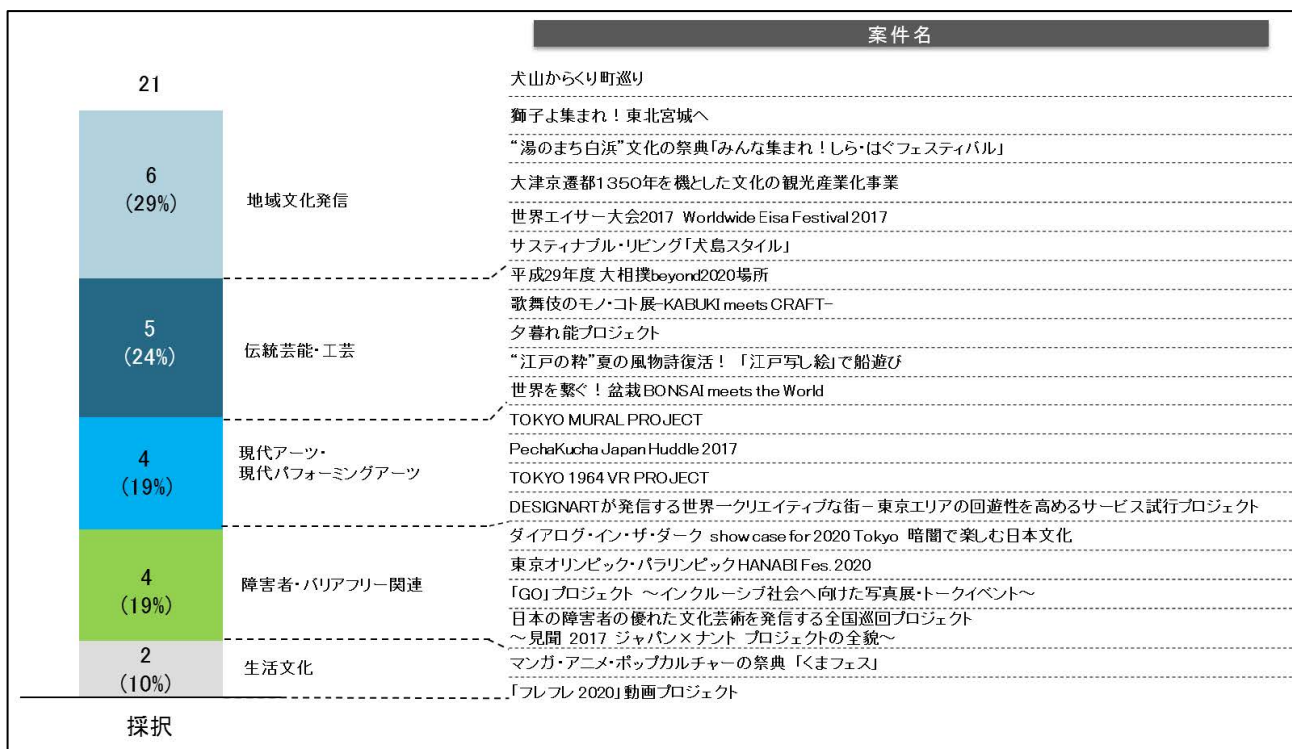 案件名
21
6
(29%)
地域文化発信
5
(24%)
伝統芸能・工芸
4
(19%)
現代アーツ・
現代パフォーミングアーツ
4
(19%)
障害者・バリアフリー関連
2
(10%)
生活文化
採択
犬山からくり町巡り
獅子よ集まれ！東北宮城へ
“湯のまち白浜”文化の祭典「みんな集まれ！しら・はぐフェスティバル」
大津京遷都1350年を機とした文化の観光産業化事業
世界エイサー大会2017 Worldwide Eisa Festival 2017
サスティナブル・リビング「犬島スタイル」
平成29年度 大相撲beyond2020場所
歌舞伎のモノ・コト展-KABUKI meets CRAFT-
夕暮れ能プロジェクト
“江戸の粋”夏の風物詩復活！「江戸写し絵」で船遊び
世界を繋ぐ！盆栽BONSAI meets the World
TOKYO MURAL PROJECT
PechaKucha Japan Huddle 2017
TOKYO 1964 VR PROJECT
DESIGNARTが発信する世界一クリエイティブな街－東京エリアの回遊性を高めるサービス試行プロジェクト
ダイアログ・イン・ザ・ダーク showcase for 2020 Tokyo 暗闇で楽しむ日本文化
東京オリンピック・パラリンピック HANABI Fes. 2020
「GO」プロジェクト ～インクルーシブ社会へ向けた写真展・トークイベント～
日本の障害者の優れた文化芸術を発信する全国巡回プロジェクト
～見聞 2017 ジャパン×ナント プロジェクトの全貌～
マンガ・アニメ・ポップカルチャーの祭典 「くまフェス」
「フレフレ 2020」動画プロジェクト